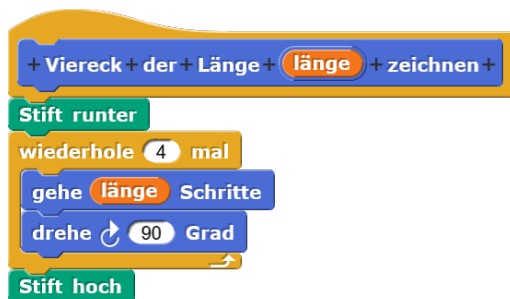 + Viereck + der + Länge + länge + zeichnen +
Stift runter
wiederhole 4 mal
gehe länge Schritte
drehe 90 Grad
Stift hoch